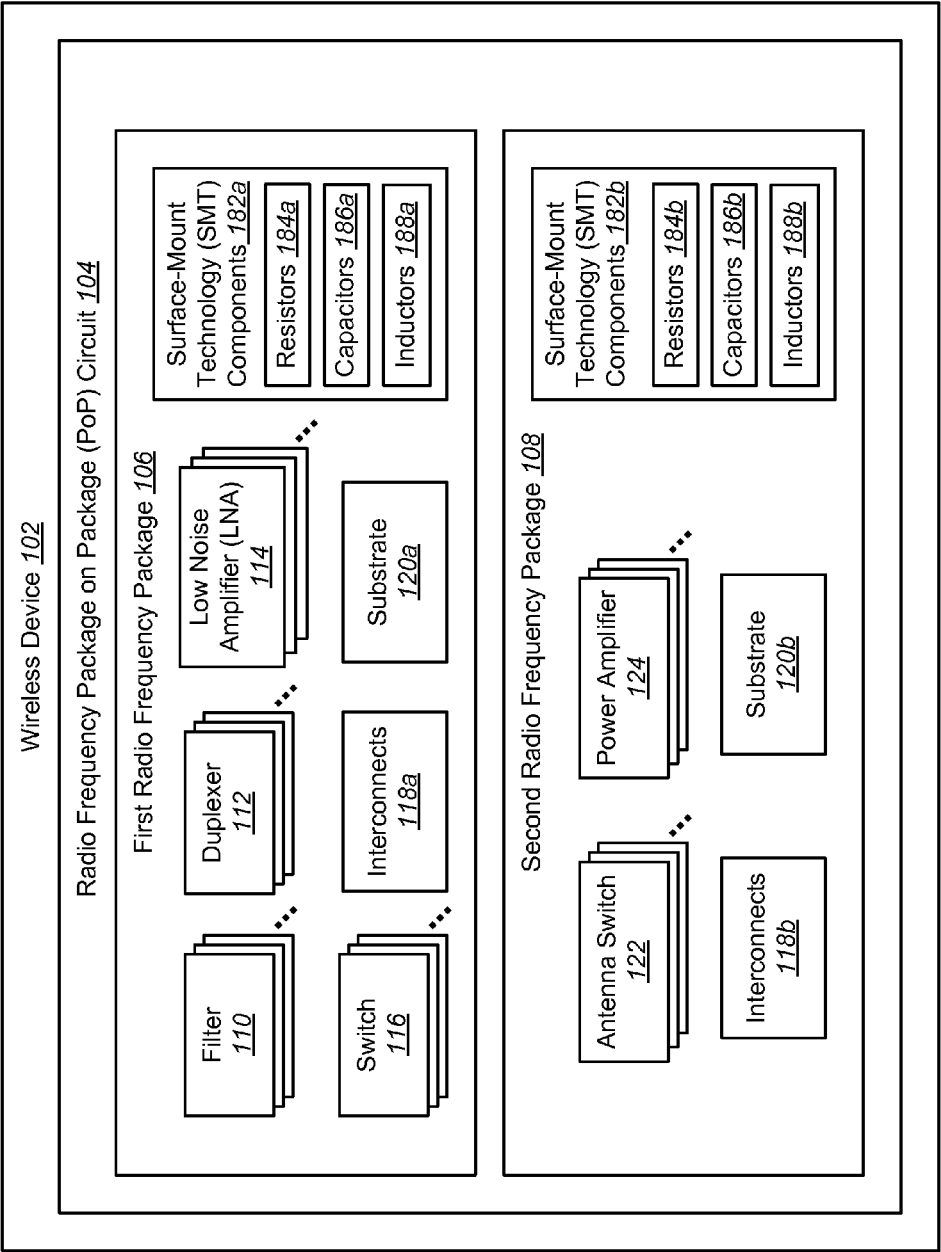 Wireless Device 102
Radio Frequency Package on Package (PoP) Circuit 104
First Radio Frequency Package 106
Filter
110
Duplexer
112
Low Noise
Amplifier (LNA)
114
Switch
116
Interconnects
118a
Substrate
120a
Surface-Mount
Technology (SMT)
Components 182a
Resistors 184a
Capacitors 186a
Inductors 188a
Second Radio Frequency Package 108
Antenna Switch
122
Power Amplifier
124
Interconnects
118b
Substrate
120b
Surface-Mount
Technology (SMT)
Components 182b
Resistors 184b
Capacitors 186b
Inductors 188b